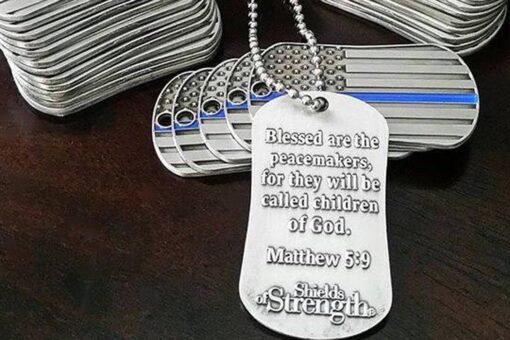 Blessed are the
peacemakers,
for they will be
called children
of God.
Matthew 5:9
Shields
of Strength®